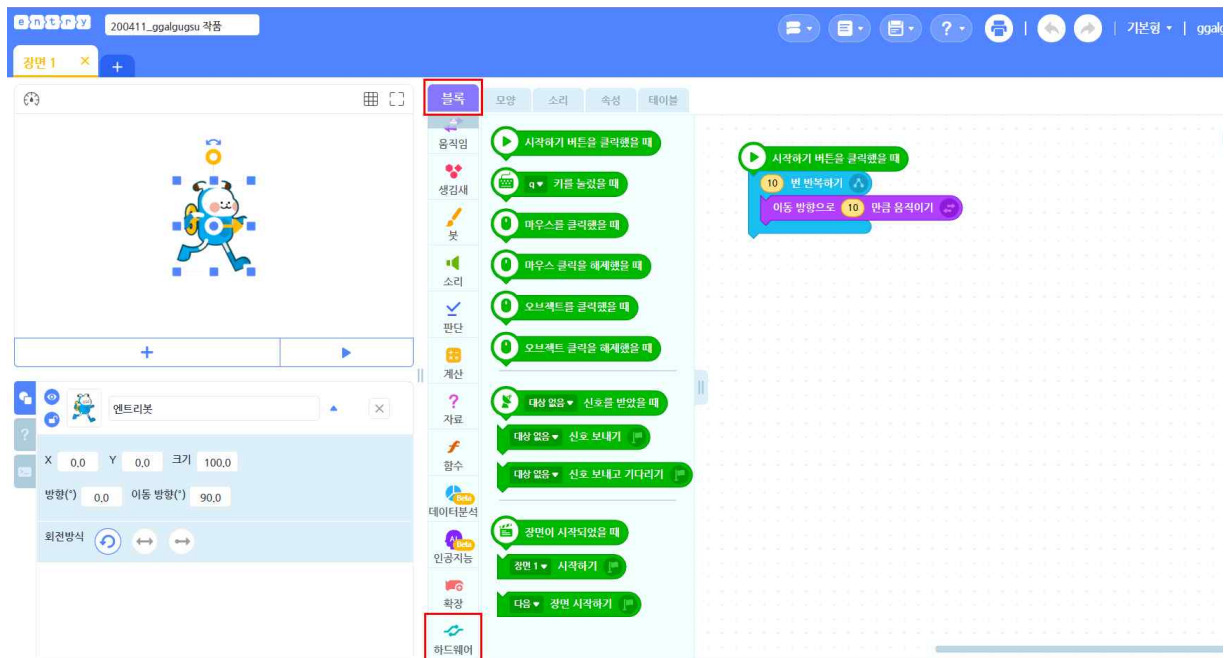 entry
200411_ggalgugsu 작품
?
기본형
ggalg
장면 1 ×
+
블록
모양
소리
속성
테이블
움직임
생김새
붓
소리
판단
계산
?
자료
함수
Beta
데이터분석
AI
Beta
인공지능
확장
하드웨어
시작하기 버튼을 클릭했을 때
q 키를 눌렀을 때
마우스를 클릭했을 때
마우스 클릭을 해제했을 때
오브젝트를 클릭했을 때
오브젝트 클릭을 해제했을 때
대상 없음 신호를 받았을 때
대상 없음 신호 보내기
대상 없음 신호 보내고 기다리기
장면이 시작되었을 때
장면 1 시작하기
다음 장면 시작하기
시작하기 버튼을 클릭했을 때
10 번 반복하기
이동 방향으로 10 만큼 움직이기
+
엔트리봇
?
X 0.0 Y 0.0 크기 100.0
방향(°) 0.0 이동 방향(°) 90.0
회전방식